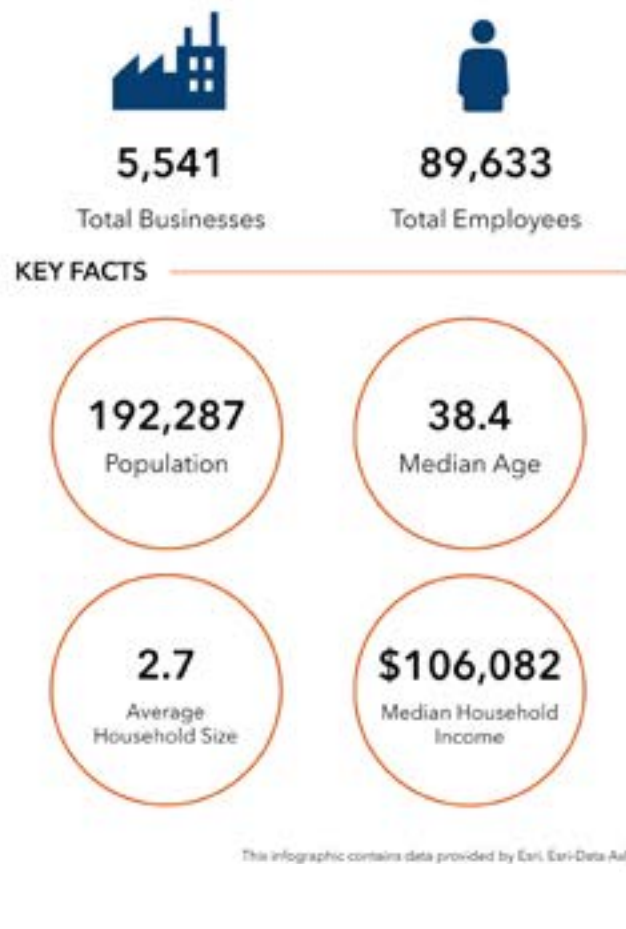 5,541
89,633
Total Businesses
Total Employees
KEY FACTS
192,287
Population
38.4
Median Age
2.7
Average
Household Size
$106,082
Median Household
Income
This infographic contains data provided by Esri, Esri-Data